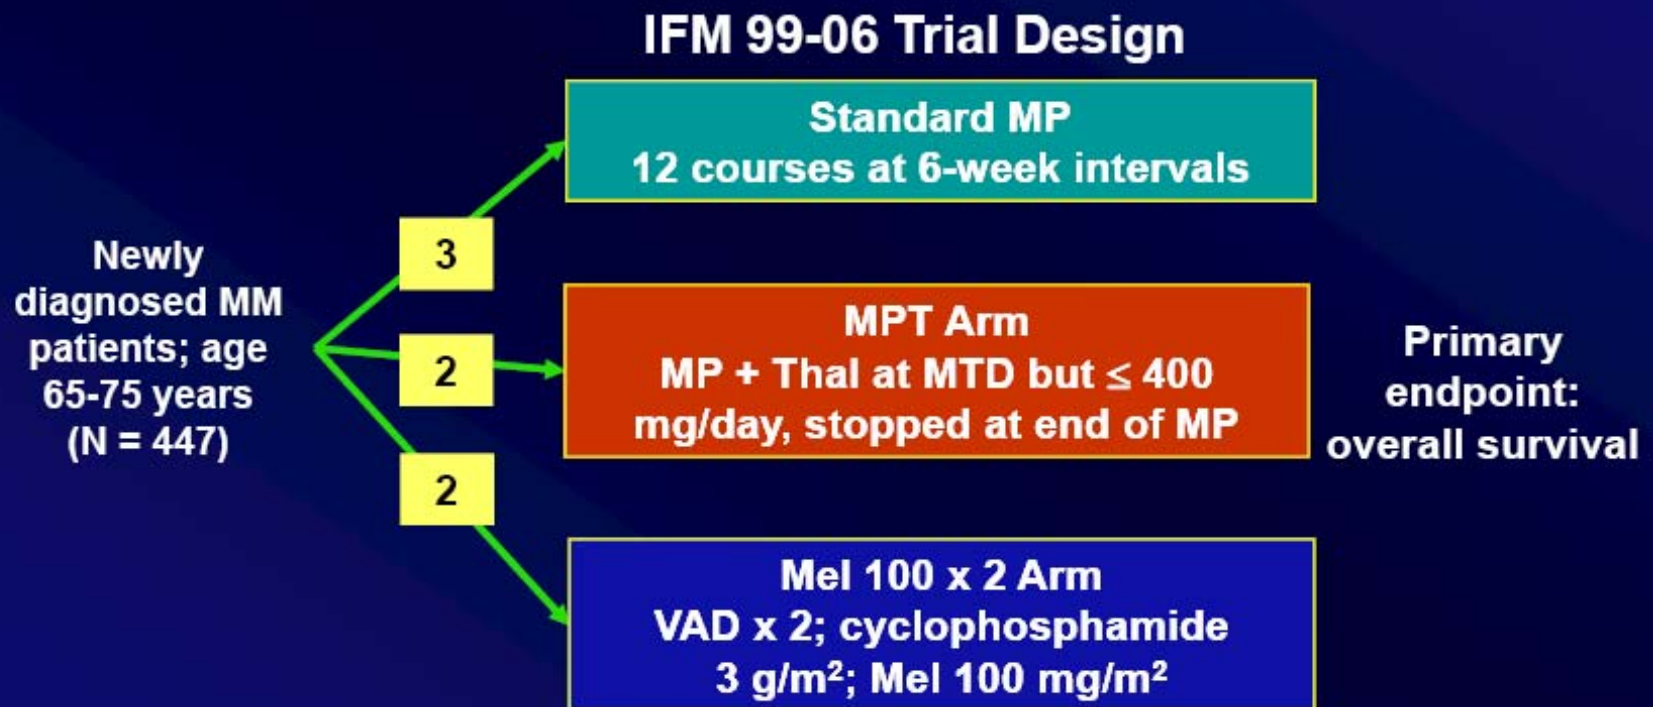 IFM 99-06 Trial Design
Standard MP
12 courses at 6-week intervals
3
Newly
diagnosed MM
patients; age
65-75 years
(N = 447)
2
MPT Arm
MP + Thal at MTD but ≤ 400
mg/day, stopped at end of MP
Primary
endpoint:
overall survival
2
Mel 100 x 2 Arm
VAD x 2; cyclophosphamide
3 g/m²; Mel 100 mg/m²